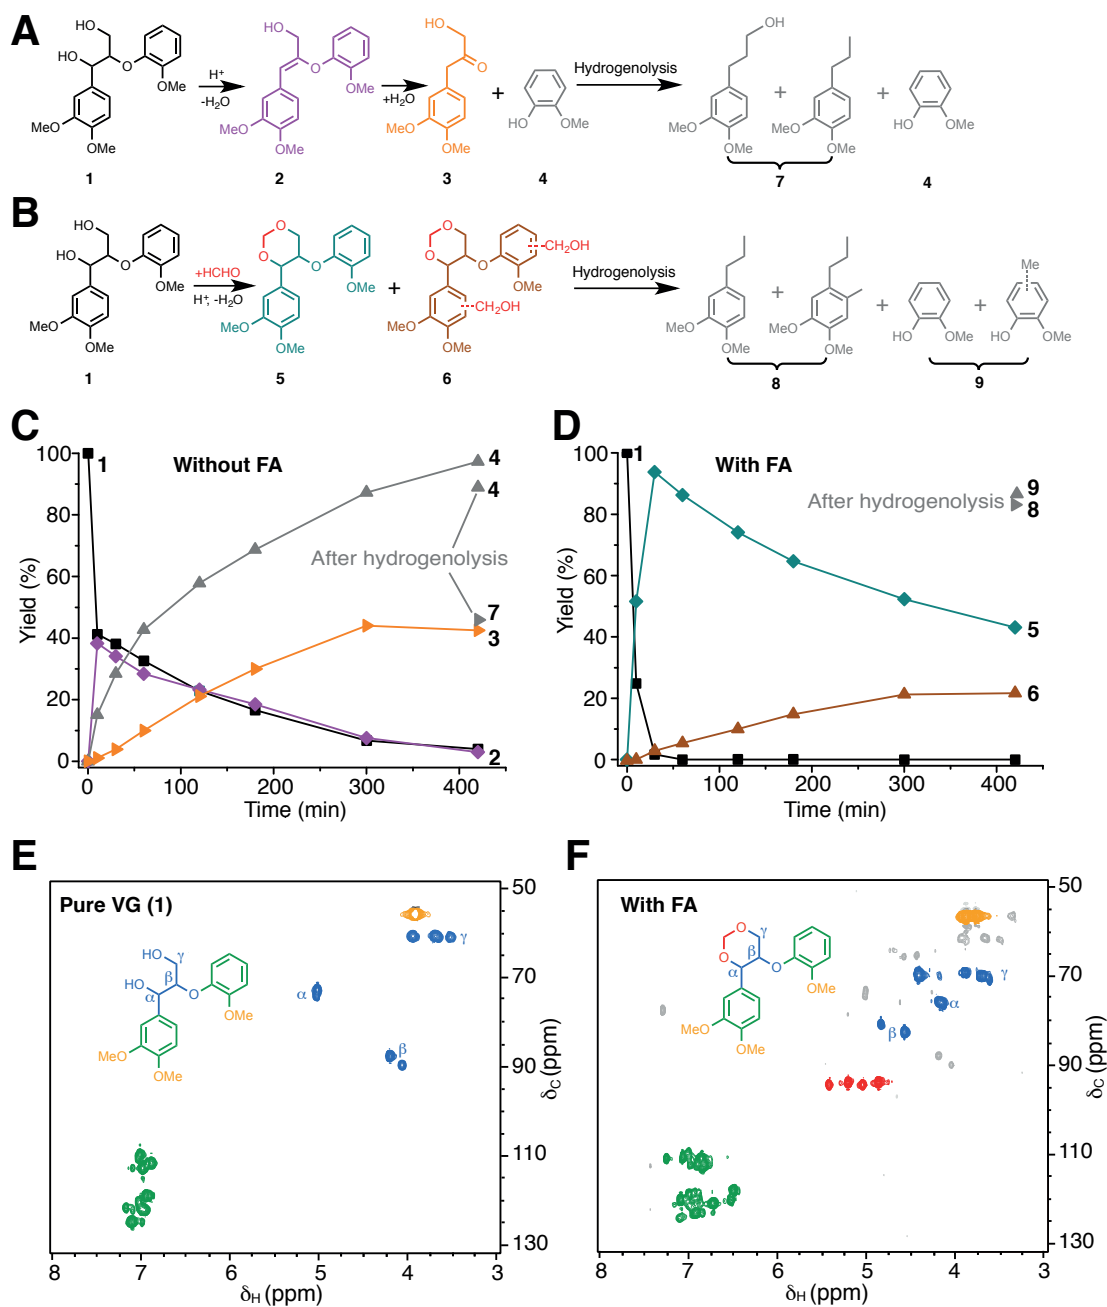 A
HO
HO
O
OMe
MeO
OMe
1
H⁺
-H₂O
HO
O
OMe
MeO
OMe
2
+H₂O
HO
O
MeO
OMe
3
+
HO
OMe
4
Hydrogenolysis
OH
MeO
OMe
+
MeO
OMe
7
+
HO
OMe
4
B
HO
HO
O
OMe
MeO
OMe
1
+HCHO
H⁺, -H₂O
O
O
O
OMe
MeO
OMe
5
+
O
O
O
CH₂OH
OMe
CH₂OH
MeO
OMe
6
Hydrogenolysis
MeO
OMe
+
MeO
OMe
8
+
HO
OMe
+
Me
HO
OMe
9
C
Without FA
1
4
4
After hydrogenolysis
7
3
2
100
80
60
40
20
0
Yield (%)
0 100 200 300 400
Time (min)
D
With FA
1
9
After hydrogenolysis
8
5
6
100
80
60
40
20
0
Yield (%)
0 100 200 300 400
Time (min)
E
Pure VG (1)
HO γ
β
HO
α O
OMe
MeO
OMe
γ
α
β
50
70
90
110
130
δC (ppm)
8 7 6 5 4 3
δH (ppm)
F
With FA
O γ
β
O
α O
OMe
MeO
OMe
γ
α
β
50
70
90
110
130
δC (ppm)
8 7 6 5 4 3
δH (ppm)